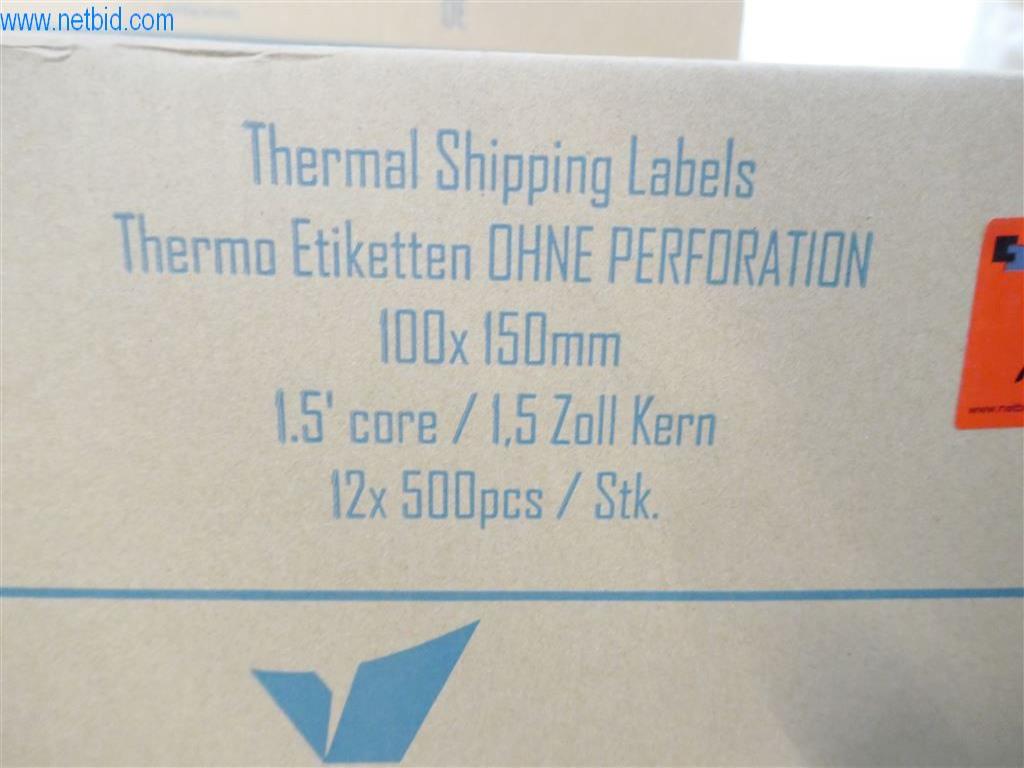 www.netbid.com
Thermal Shipping Labels
Thermo Etiketten OHNE PERFORATION
100x 150mm
1.5' core / 1,5 Zoll Kern
12x 500pcs / Stk.